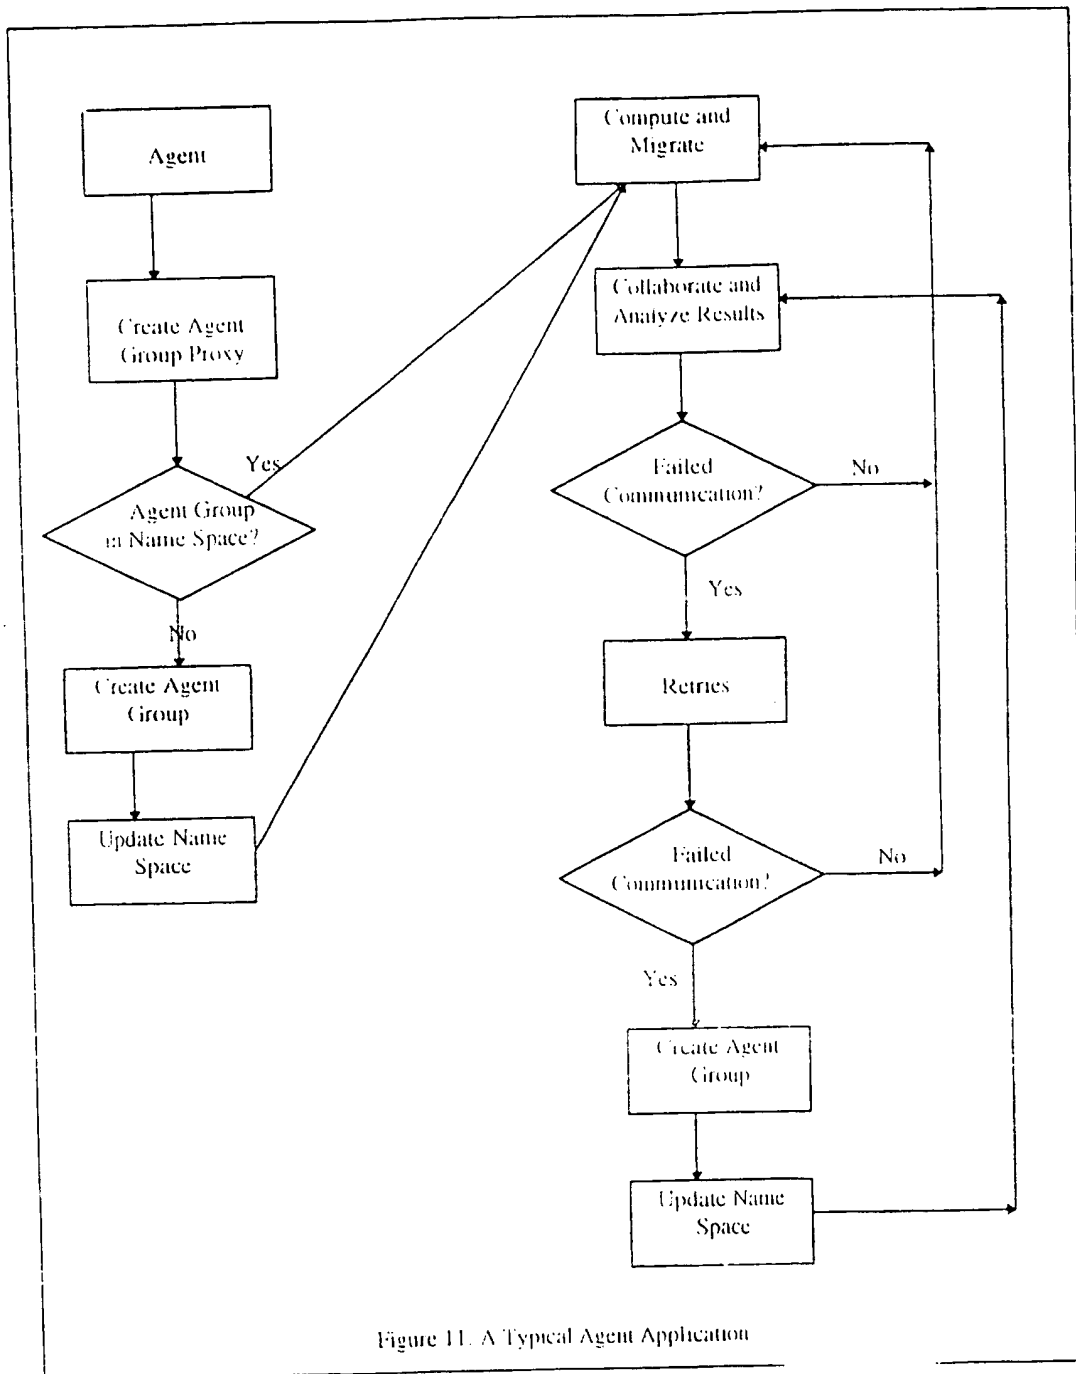 Agent
Create Agent
Group Proxy
Yes
Agent Group
in Name Space?
No
Create Agent
Group
Update Name
Space
Compute and
Migrate
Collaborate and
Analyze Results
Failed
Communication?
No
Yes
Retries
Failed
Communication?
No
Yes
Create Agent
Group
Update Name
Space
Figure 11. A Typical Agent Application